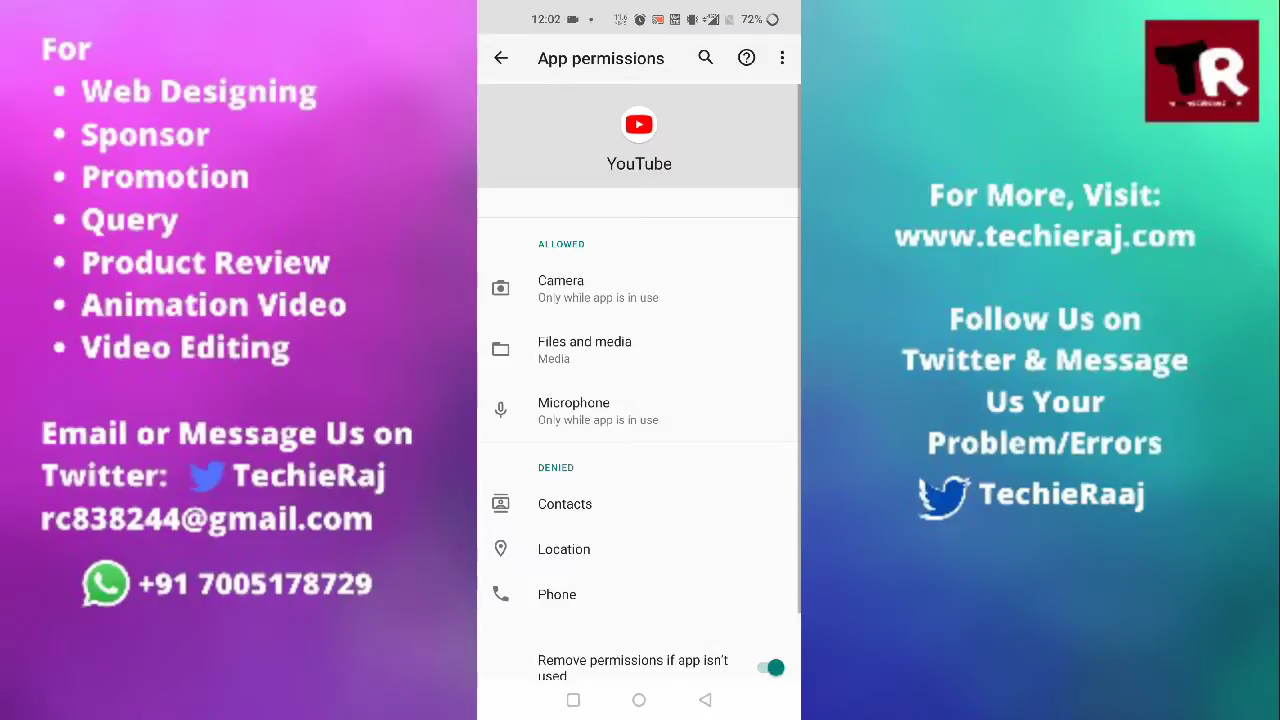 For
• Web Designing
• Sponsor
• Promotion
• Query
• Product Review
• Animation Video
• Video Editing
Email or Message Us on
Twitter: TechieRaj
rc838244@gmail.com
+91 7005178729
12:02
72%
App permissions
YouTube
ALLOWED
Camera
Only while app is in use
Files and media
Media
Microphone
Only while app is in use
DENIED
Contacts
Location
Phone
Remove permissions if app isn't
used
TR
For More, Visit:
www.techieraj.com
Follow Us on
Twitter & Message
Us Your
Problem/Errors
TechieRaaj